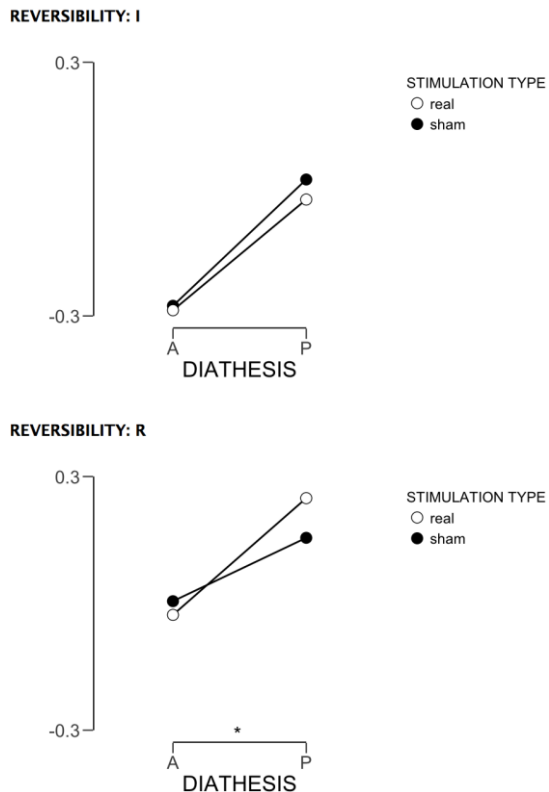 REVERSIBILITY: I
0.3
STIMULATION TYPE
real
sham
-0.3
A P
DIATHESIS
REVERSIBILITY: R
0.3
STIMULATION TYPE
real
sham
-0.3
*
A P
DIATHESIS